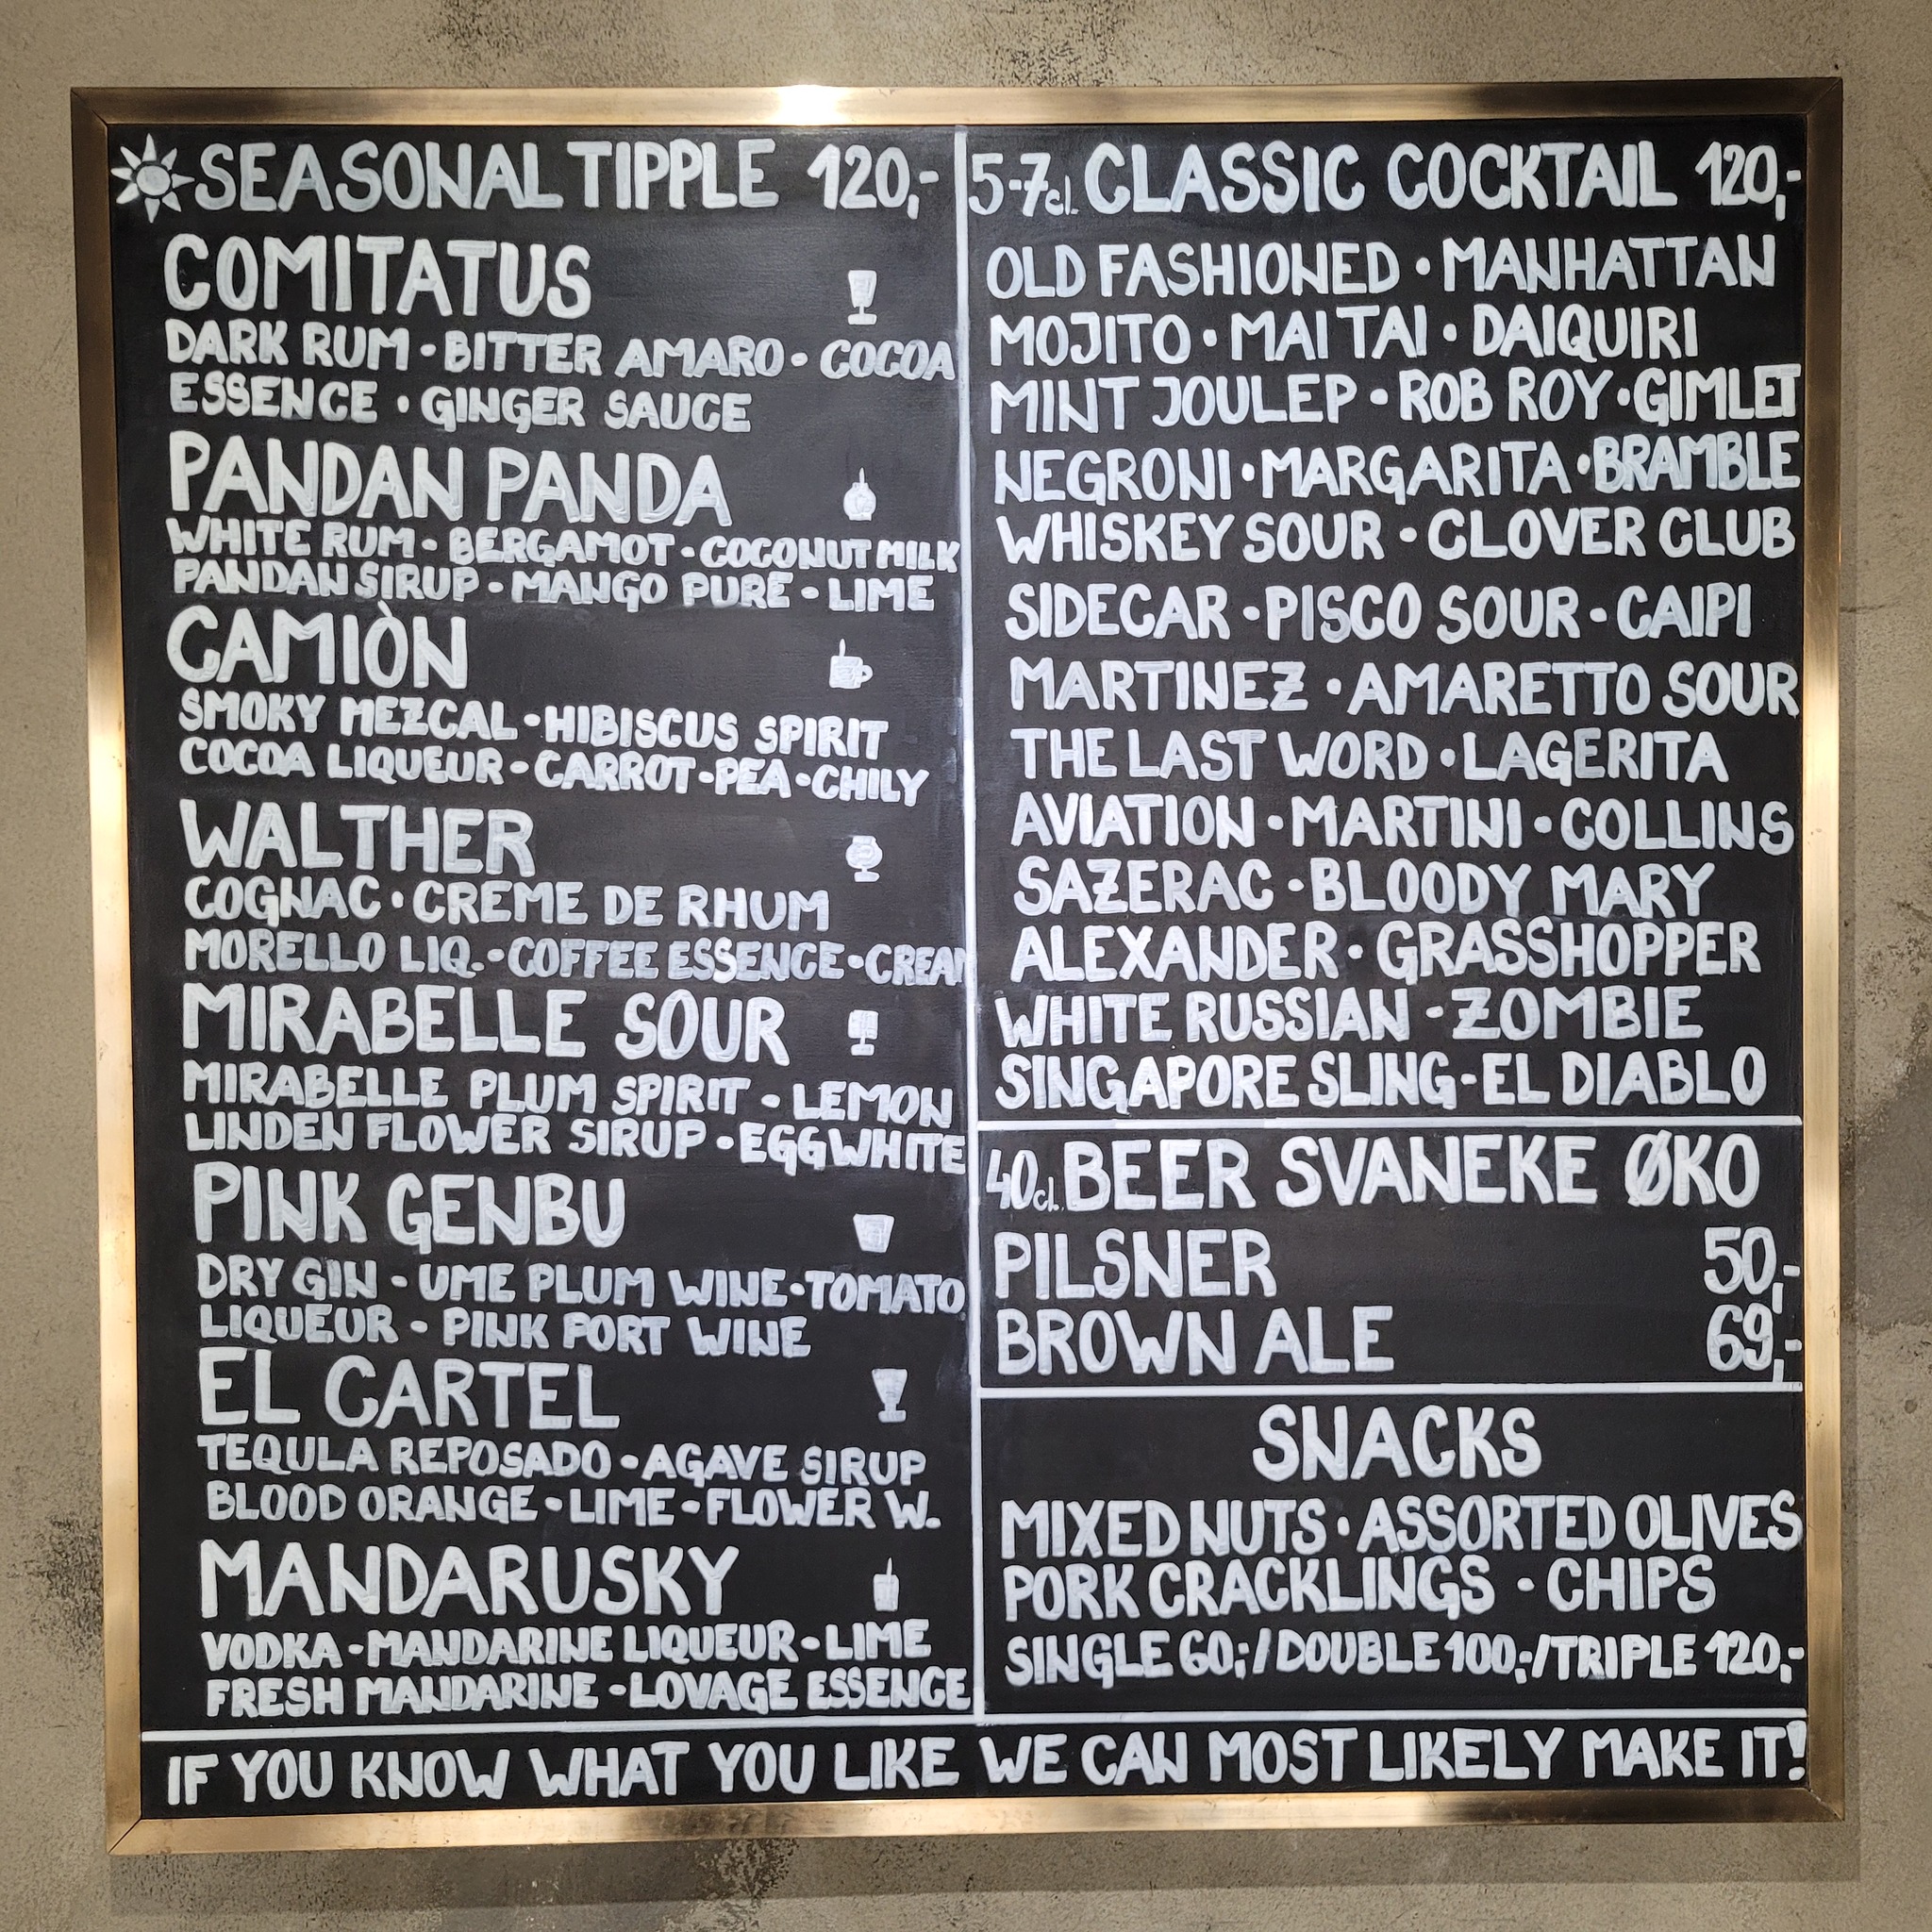 SEASONAL TIPPLE 120,-
COMITATUS
DARK RUM • BITTER AMARO • COCOA
ESSENCE • GINGER SAUCE
PANDAN PANDA
WHITE RUM • BERGAMOT • COCONUT MILK
PANDAN SIRUP • MANGO PURE • LIME
CAMIÒN
SMOKY MEZCAL • HIBISCUS SPIRIT
COCOA LIQUEUR • CARROT • PEA • CHILY
WALTHER
COGNAC • CREME DE RHUM
MORELLO LIQ. • COFFEE ESSENCE • CREAM
MIRABELLE SOUR
MIRABELLE PLUM SPIRIT • LEMON
LINDEN FLOWER SIRUP • EGGWHITE
PINK GENBU
DRY GIN • UME PLUM WINE • TOMATO
LIQUEUR • PINK PORT WINE
EL CARTEL
TEQULA REPOSADO • AGAVE SIRUP
BLOOD ORANGE • LIME • FLOWER W.
MANDARUSKY
VODKA • MANDARINE LIQUEUR • LIME
FRESH MANDARINE • LOVAGE ESSENCE
5-7cl. CLASSIC COCKTAIL 120,-
OLD FASHIONED • MANHATTAN
MOJITO • MAI TAI • DAIQUIRI
MINT JOULEP • ROB ROY • GIMLET
NEGRONI • MARGARITA • BRAMBLE
WHISKEY SOUR • CLOVER CLUB
SIDECAR • PISCO SOUR • CAIPI
MARTINEZ • AMARETTO SOUR
THE LAST WORD • LAGERITA
AVIATION • MARTINI • COLLINS
SAZERAC • BLOODY MARY
ALEXANDER • GRASSHOPPER
WHITE RUSSIAN • ZOMBIE
SINGAPORE SLING • EL DIABLO
40cl. BEER SVANEKE ØKO
PILSNER 50,-
BROWN ALE 69,-
SNACKS
MIXED NUTS • ASSORTED OLIVES
PORK CRACKLINGS • CHIPS
SINGLE 60,-/DOUBLE 100,-/TRIPLE 120,-
IF YOU KNOW WHAT YOU LIKE WE CAN MOST LIKELY MAKE IT!